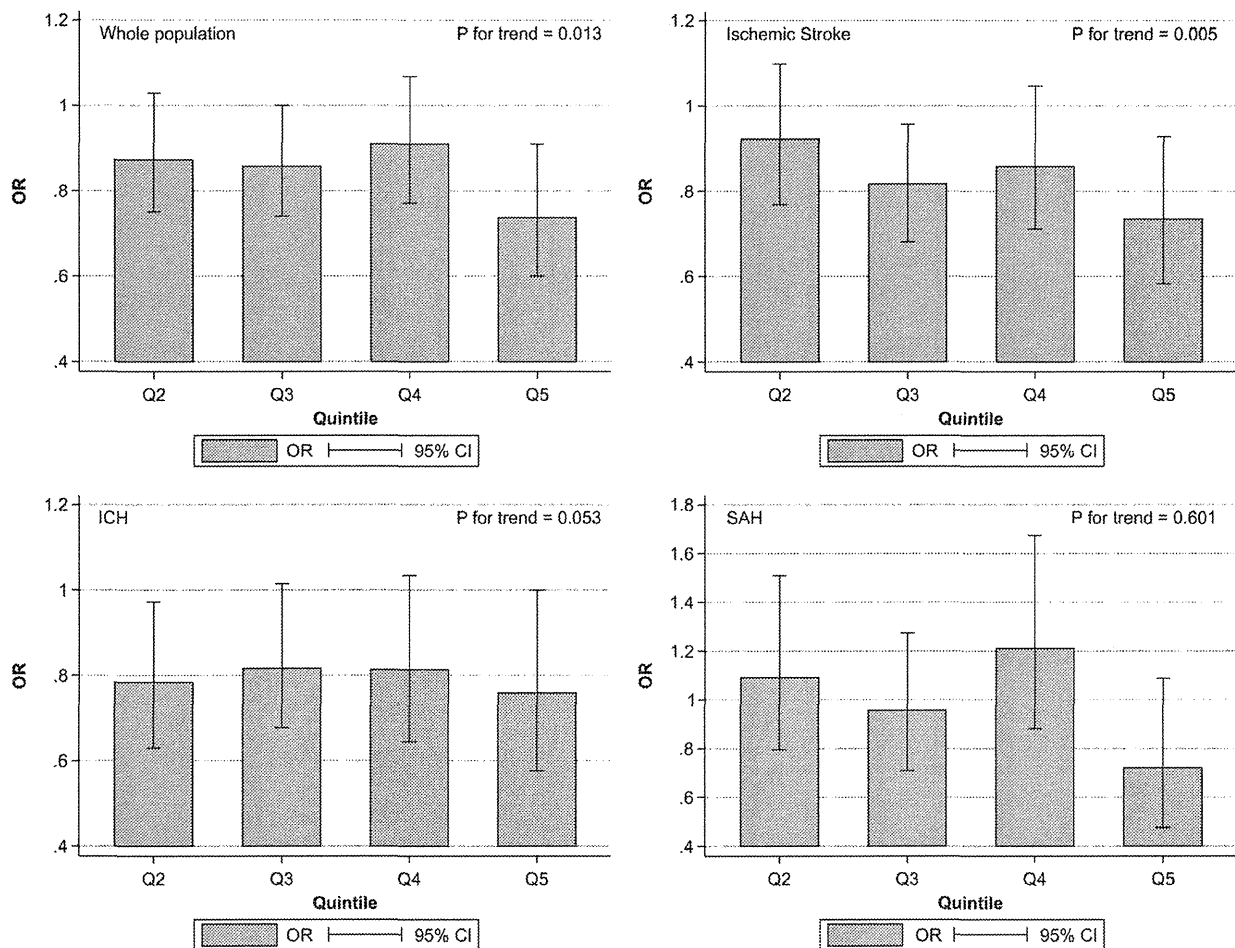 Whole population
P for trend = 0.013
1.2
1
.8
.6
.4
OR
Q2 Q3 Q4 Q5
Quintile
OR 95% CI
Ischemic Stroke
P for trend = 0.005
1.2
1
.8
.6
.4
OR
Q2 Q3 Q4 Q5
Quintile
OR 95% CI
ICH
P for trend = 0.053
1.2
1
.8
.6
.4
OR
Q2 Q3 Q4 Q5
Quintile
OR 95% CI
SAH
P for trend = 0.601
1.8
1.6
1.4
1.2
1
.8
.6
.4
OR
Q2 Q3 Q4 Q5
Quintile
OR 95% CI